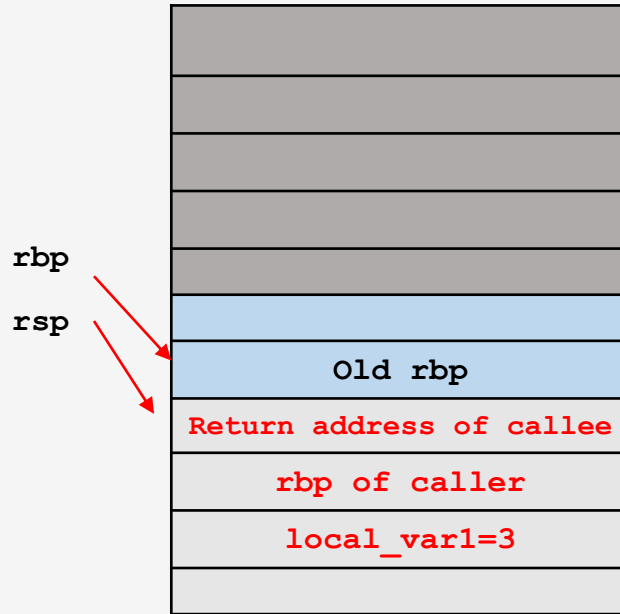 rbp
rsp
Old rbp
Return address of callee
rbp of caller
local_var1=3